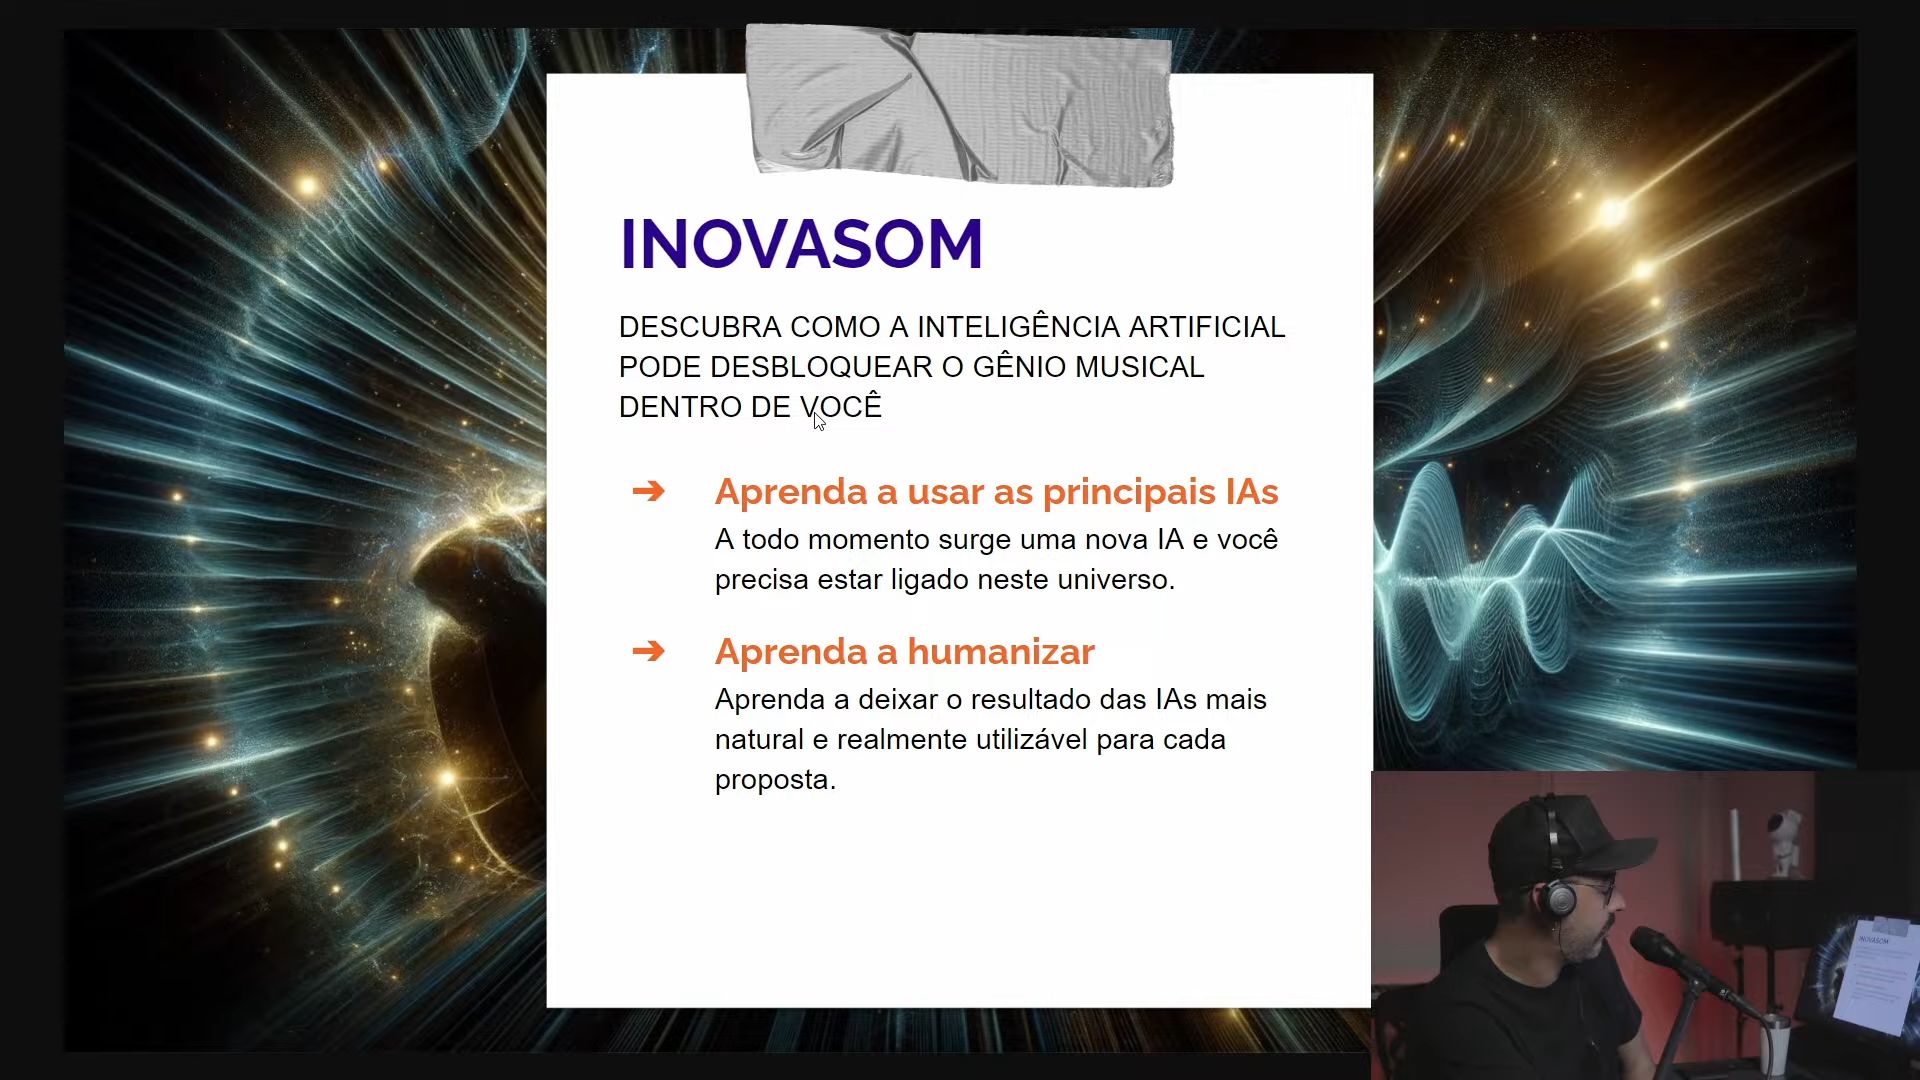 INOVASOM
DESCUBRA COMO A INTELIGÊNCIA ARTIFICIAL
PODE DESBLOQUEAR O GÊNIO MUSICAL
DENTRO DE VOCÊ
➔ Aprenda a usar as principais IAs
A todo momento surge uma nova IA e você
precisa estar ligado neste universo.
➔ Aprenda a humanizar
Aprenda a deixar o resultado das IAs mais
natural e realmente utilizável para cada
proposta.
INOVASOM